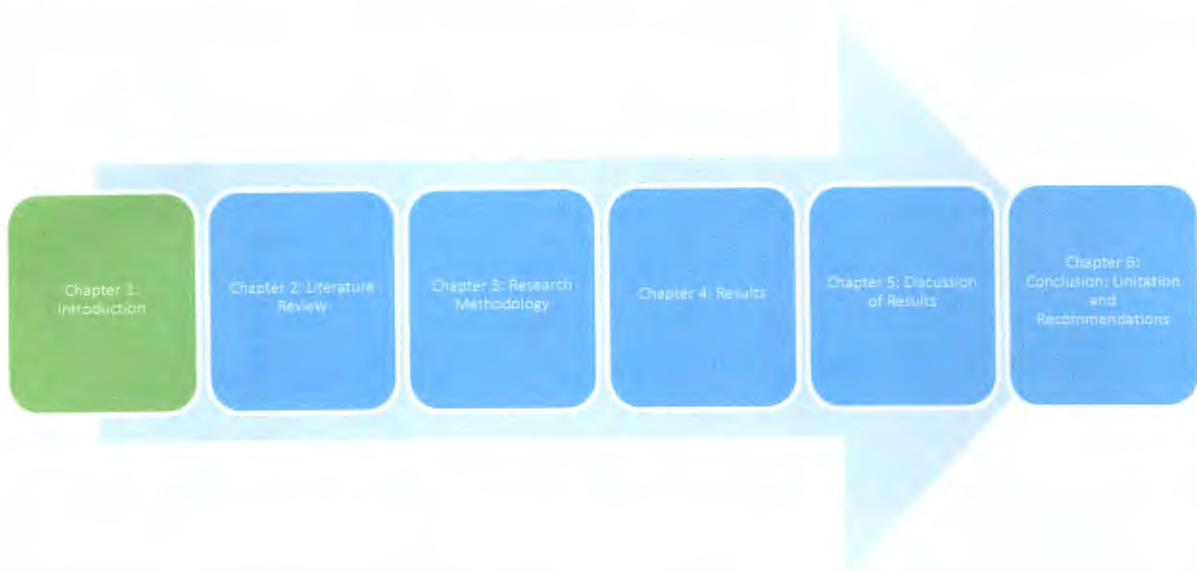 Chapter 1:
Introduction
Chapter 2: Literature
Review
Chapter 3: Research
Methodology
Chapter 4: Results
Chapter 5: Discussion
of Results
Chapter 6:
Conclusion; Limitation
and
Recommendations